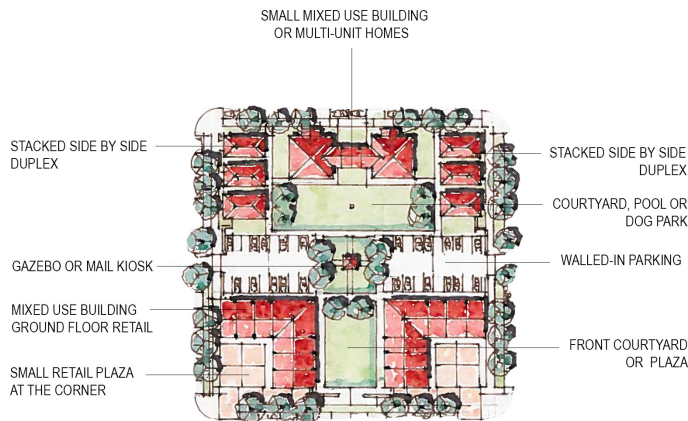 SMALL MIXED USE BUILDING
OR MULTI-UNIT HOMES
STACKED SIDE BY SIDE
DUPLEX
GAZEBO OR MAIL KIOSK
MIXED USE BUILDING
GROUND FLOOR RETAIL
SMALL RETAIL PLAZA
AT THE CORNER
STACKED SIDE BY SIDE
DUPLEX
COURTYARD, POOL OR
DOG PARK
WALLED-IN PARKING
FRONT COURTYARD
OR PLAZA